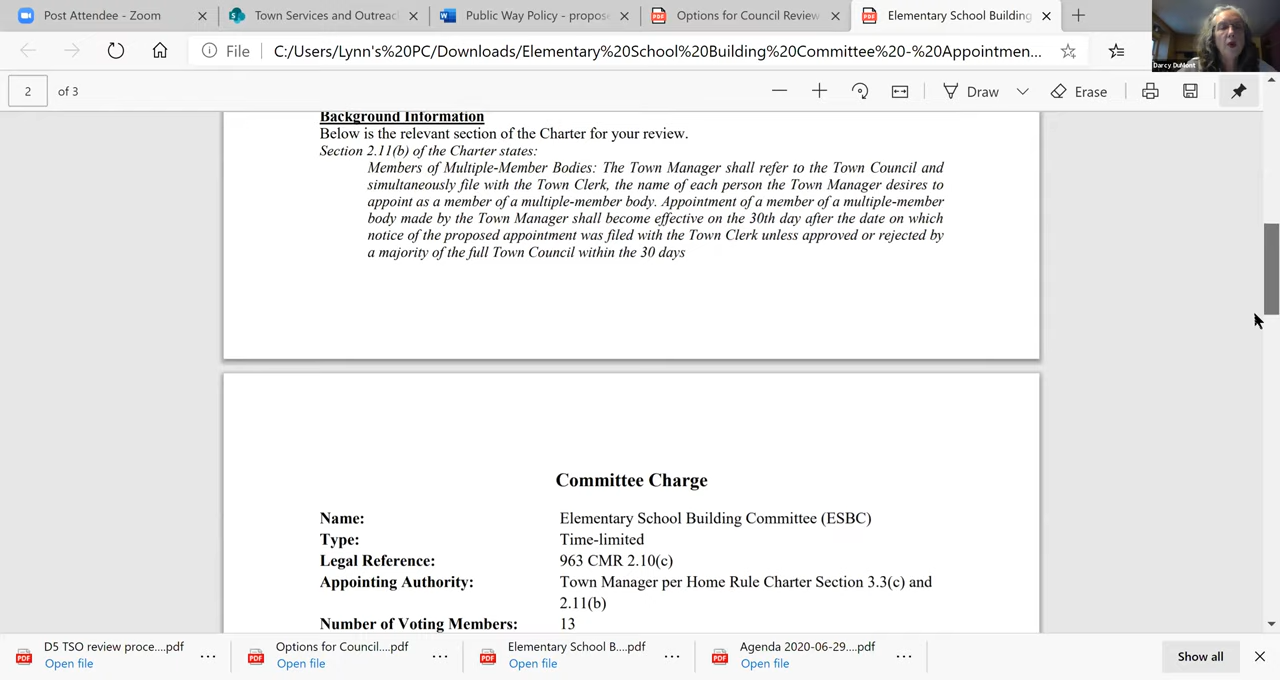 Post Attendee - Zoom
Town Services and Outreac
Public Way Policy - propose
Options for Council Review
Elementary School Building
File
C:/Users/Lynn's%20PC/Downloads/Elementary%20School%20Building%20Committee%20-%20Appointmen...
Darcy DuMont
2 of 3
Draw
Erase
Background Information
Below is the relevant section of the Charter for your review.
Section 2.11(b) of the Charter states:
Members of Multiple-Member Bodies: The Town Manager shall refer to the Town Council and
simultaneously file with the Town Clerk, the name of each person the Town Manager desires to
appoint as a member of a multiple-member body. Appointment of a member of a multiple-member
body made by the Town Manager shall become effective on the 30th day after the date on which
notice of the proposed appointment was filed with the Town Clerk unless approved or rejected by
a majority of the full Town Council within the 30 days
Committee Charge
Name: Elementary School Building Committee (ESBC)
Type: Time-limited
Legal Reference: 963 CMR 2.10(c)
Appointing Authority: Town Manager per Home Rule Charter Section 3.3(c) and
2.11(b)
Number of Voting Members: 13
D5 TSO review proce....pdf
Open file
Options for Council....pdf
Open file
Elementary School B....pdf
Open file
Agenda 2020-06-29....pdf
Open file
Show all